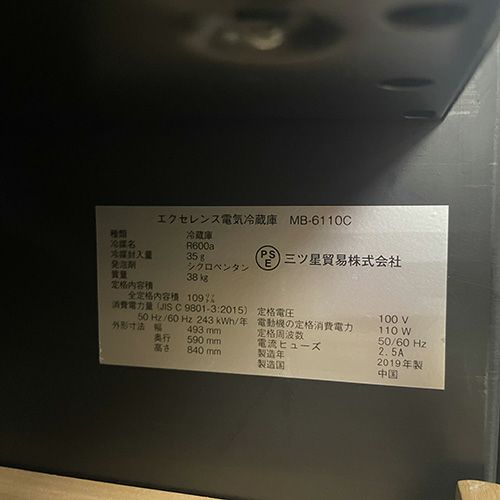 エクセレンス電気冷蔵庫 MB-6110C
種類 冷蔵庫
冷媒名 R600a
冷媒封入量 35g
発泡剤 シクロペンタン
質量 38kg
定格内容積
全定格内容積 109リットル
消費電力量(JIS C 9801-3:2015)
50 Hz/60 Hz 243 kWh/年
外形寸法 幅 493 mm
奥行 590 mm
高さ 840 mm
PSE 三ツ星貿易株式会社
定格電圧 100 V
電動機の定格消費電力 110 W
定格周波数 50/60 Hz
電流ヒューズ 2.5A
製造年 2019年製
製造国 中国